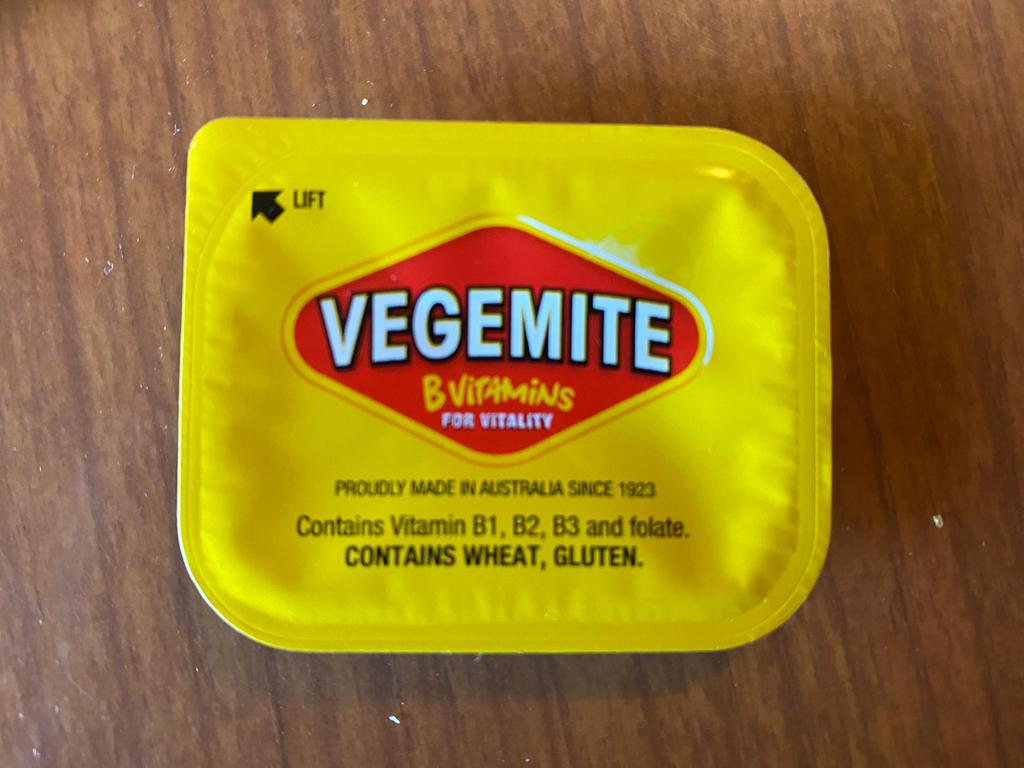 LIFT
VEGEMITE
B VITAMINS
FOR VITALITY
PROUDLY MADE IN AUSTRALIA SINCE 1923
Contains Vitamin B1, B2, B3 and folate.
CONTAINS WHEAT, GLUTEN.